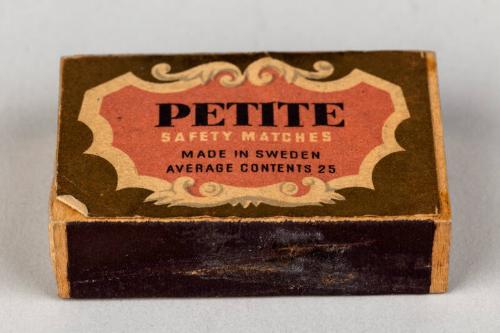 PETITE
SAFETY MATCHES
MADE IN SWEDEN
AVERAGE CONTENTS 25